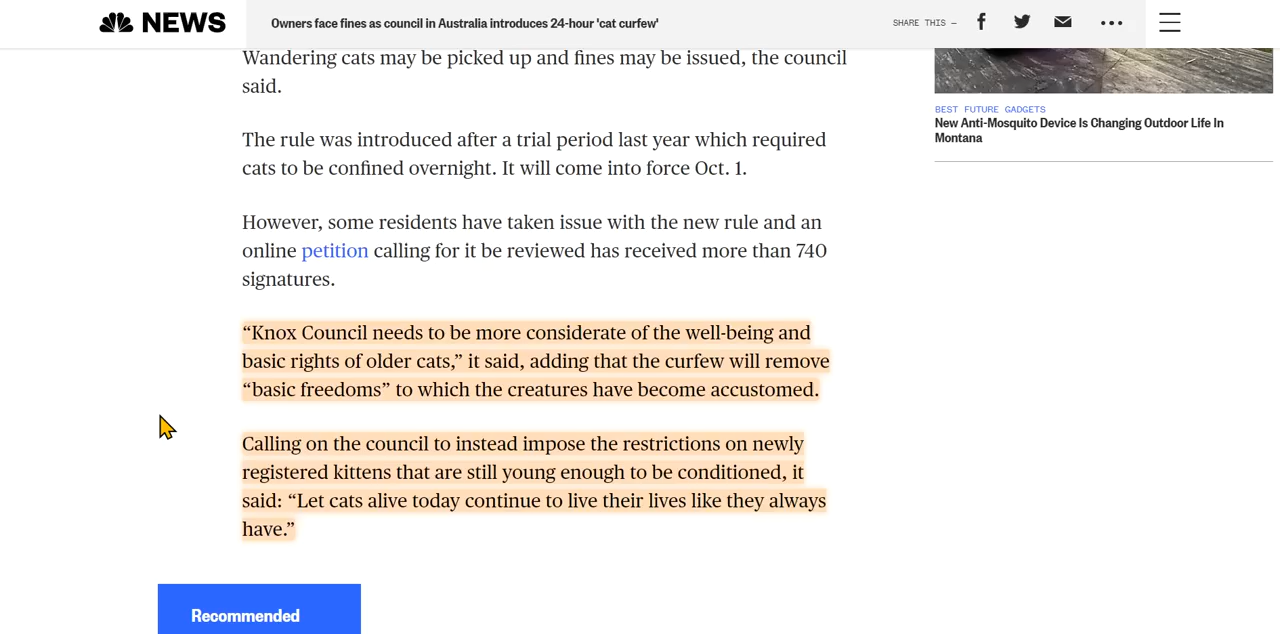 NEWS
Owners face fines as council in Australia introduces 24-hour 'cat curfew'
SHARE THIS —
Wandering cats may be picked up and fines may be issued, the council
said.
The rule was introduced after a trial period last year which required
cats to be confined overnight. It will come into force Oct. 1.
However, some residents have taken issue with the new rule and an
online petition calling for it be reviewed has received more than 740
signatures.
“Knox Council needs to be more considerate of the well-being and
basic rights of older cats,” it said, adding that the curfew will remove
“basic freedoms” to which the creatures have become accustomed.
Calling on the council to instead impose the restrictions on newly
registered kittens that are still young enough to be conditioned, it
said: “Let cats alive today continue to live their lives like they always
have.”
Recommended
BEST FUTURE GADGETS
New Anti-Mosquito Device Is Changing Outdoor Life In
Montana